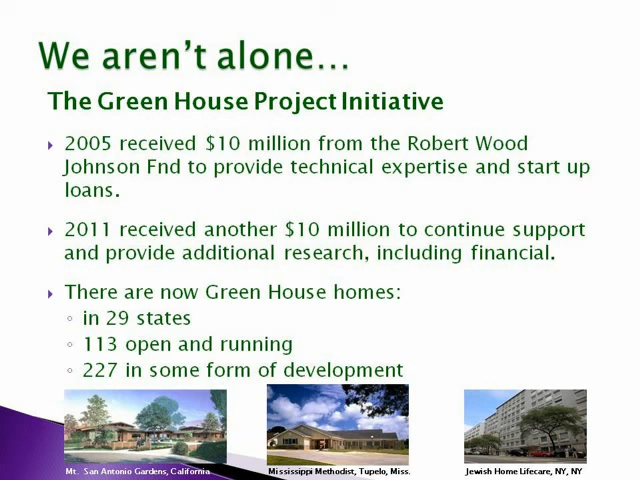 We aren't alone…
The Green House Project Initiative
2005 received $10 million from the Robert Wood
Johnson Fnd to provide technical expertise and start up
loans.
2011 received another $10 million to continue support
and provide additional research, including financial.
There are now Green House homes:
in 29 states
113 open and running
227 in some form of development
Mt. San Antonio Gardens, California
Mississippi Methodist, Tupelo, Miss.
Jewish Home Lifecare, NY, NY